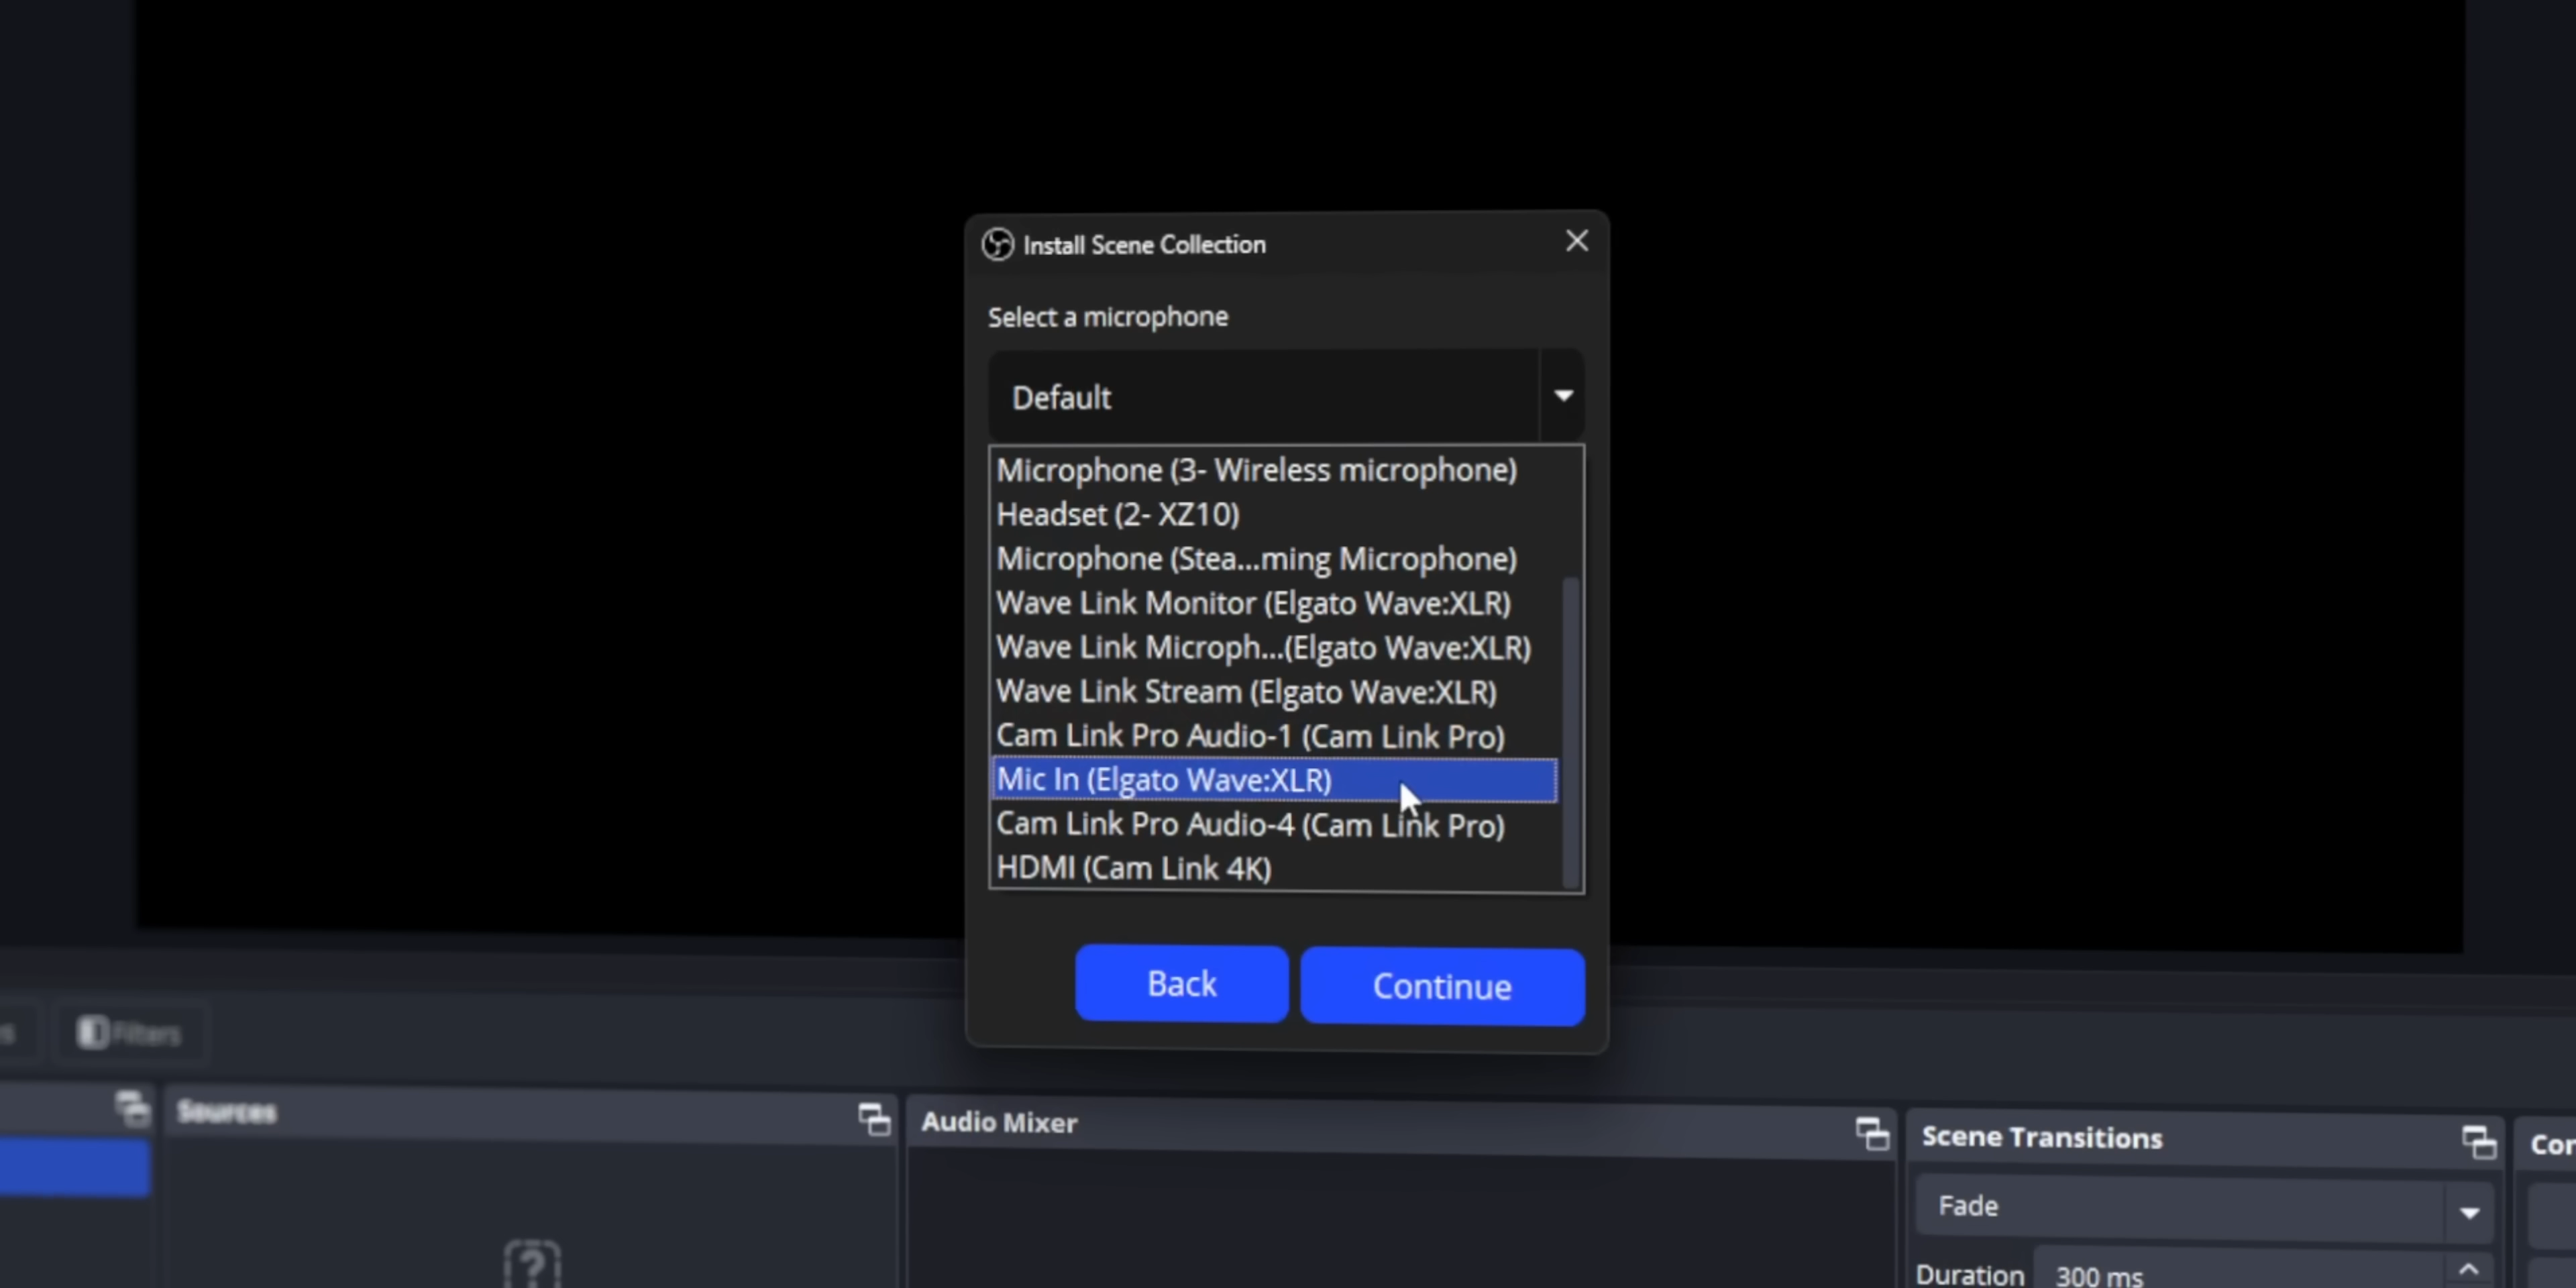 Install Scene Collection
Select a microphone
Default
Microphone (3- Wireless microphone)
Headset (2- XZ10)
Microphone (Stea...ming Microphone)
Wave Link Monitor (Elgato Wave:XLR)
Wave Link Microph...(Elgato Wave:XLR)
Wave Link Stream (Elgato Wave:XLR)
Cam Link Pro Audio-1 (Cam Link Pro)
Mic In (Elgato Wave:XLR)
Cam Link Pro Audio-4 (Cam Link Pro)
HDMI (Cam Link 4K)
Back Continue
Filters
Sources
Audio Mixer
Scene Transitions
Fade
Duration 300 ms